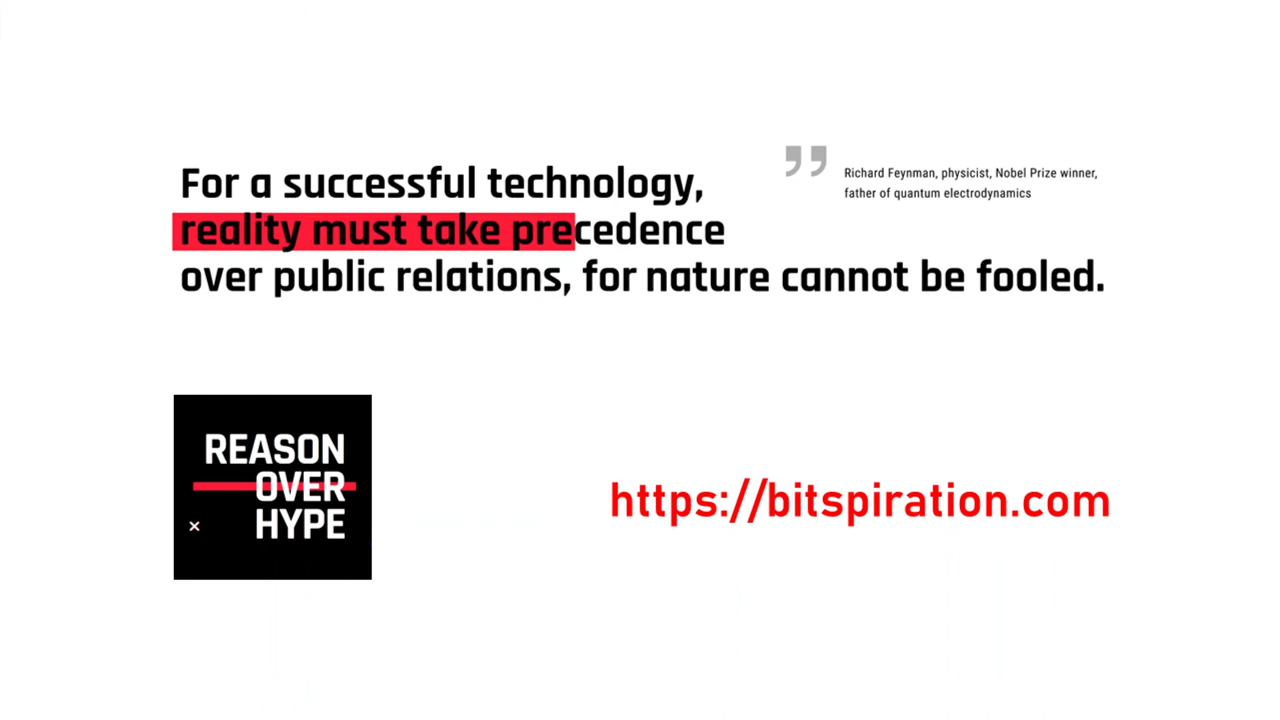 For a successful technology,
reality must take precedence
over public relations, for nature cannot be fooled.
Richard Feynman, physicist, Nobel Prize winner,
father of quantum electrodynamics
REASON
OVER
HYPE
https://bitspiration.com